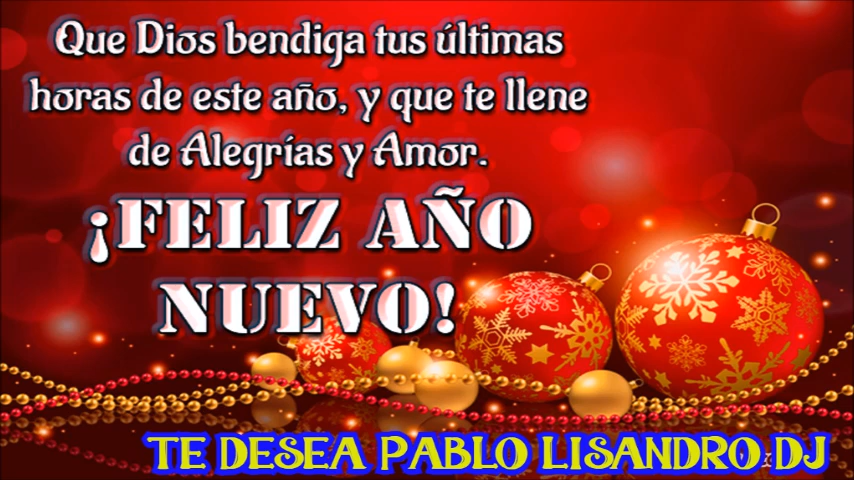 Que Dios bendiga tus últimas
horas de este año, y que te llene
de Alegrías y Amor.
¡FELIZ AÑO
NUEVO!
TE DESEA PABLO LISANDRO DJ